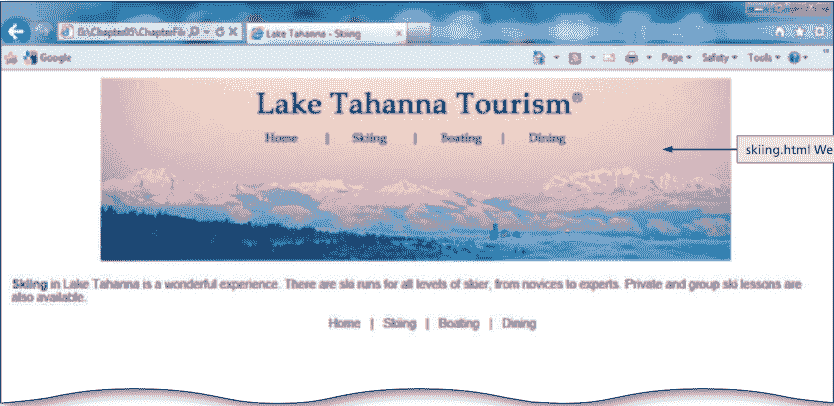 Lake Tahanna - Skiing
Google
Page
Safety
Tools
Lake Tahanna Tourism®
Home | Skiing | Boating | Dining
skiing.html We
Skiing in Lake Tahanna is a wonderful experience. There are ski runs for all levels of skier, from novices to experts. Private and group ski lessons are
also available.
Home | Skiing | Boating | Dining